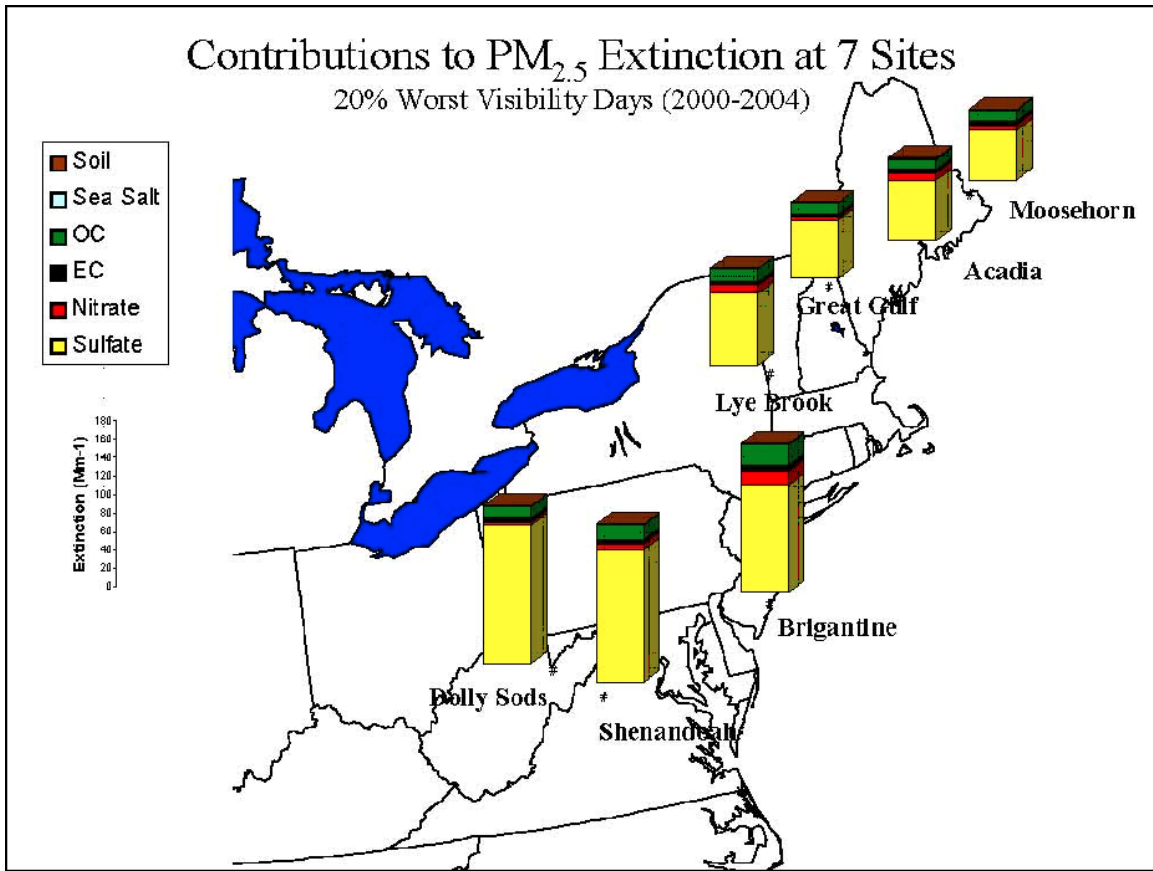 Contributions to PM2.5 Extinction at 7 Sites
20% Worst Visibility Days (2000-2004)
Soil
Sea Salt
OC
EC
Nitrate
Sulfate
Extinction (Mm-1)
180
160
140
120
100
80
60
40
20
0
Moosehorn
Acadia
Great Gulf
Lye Brook
Brigantine
Dolly Sods
Shenandoah